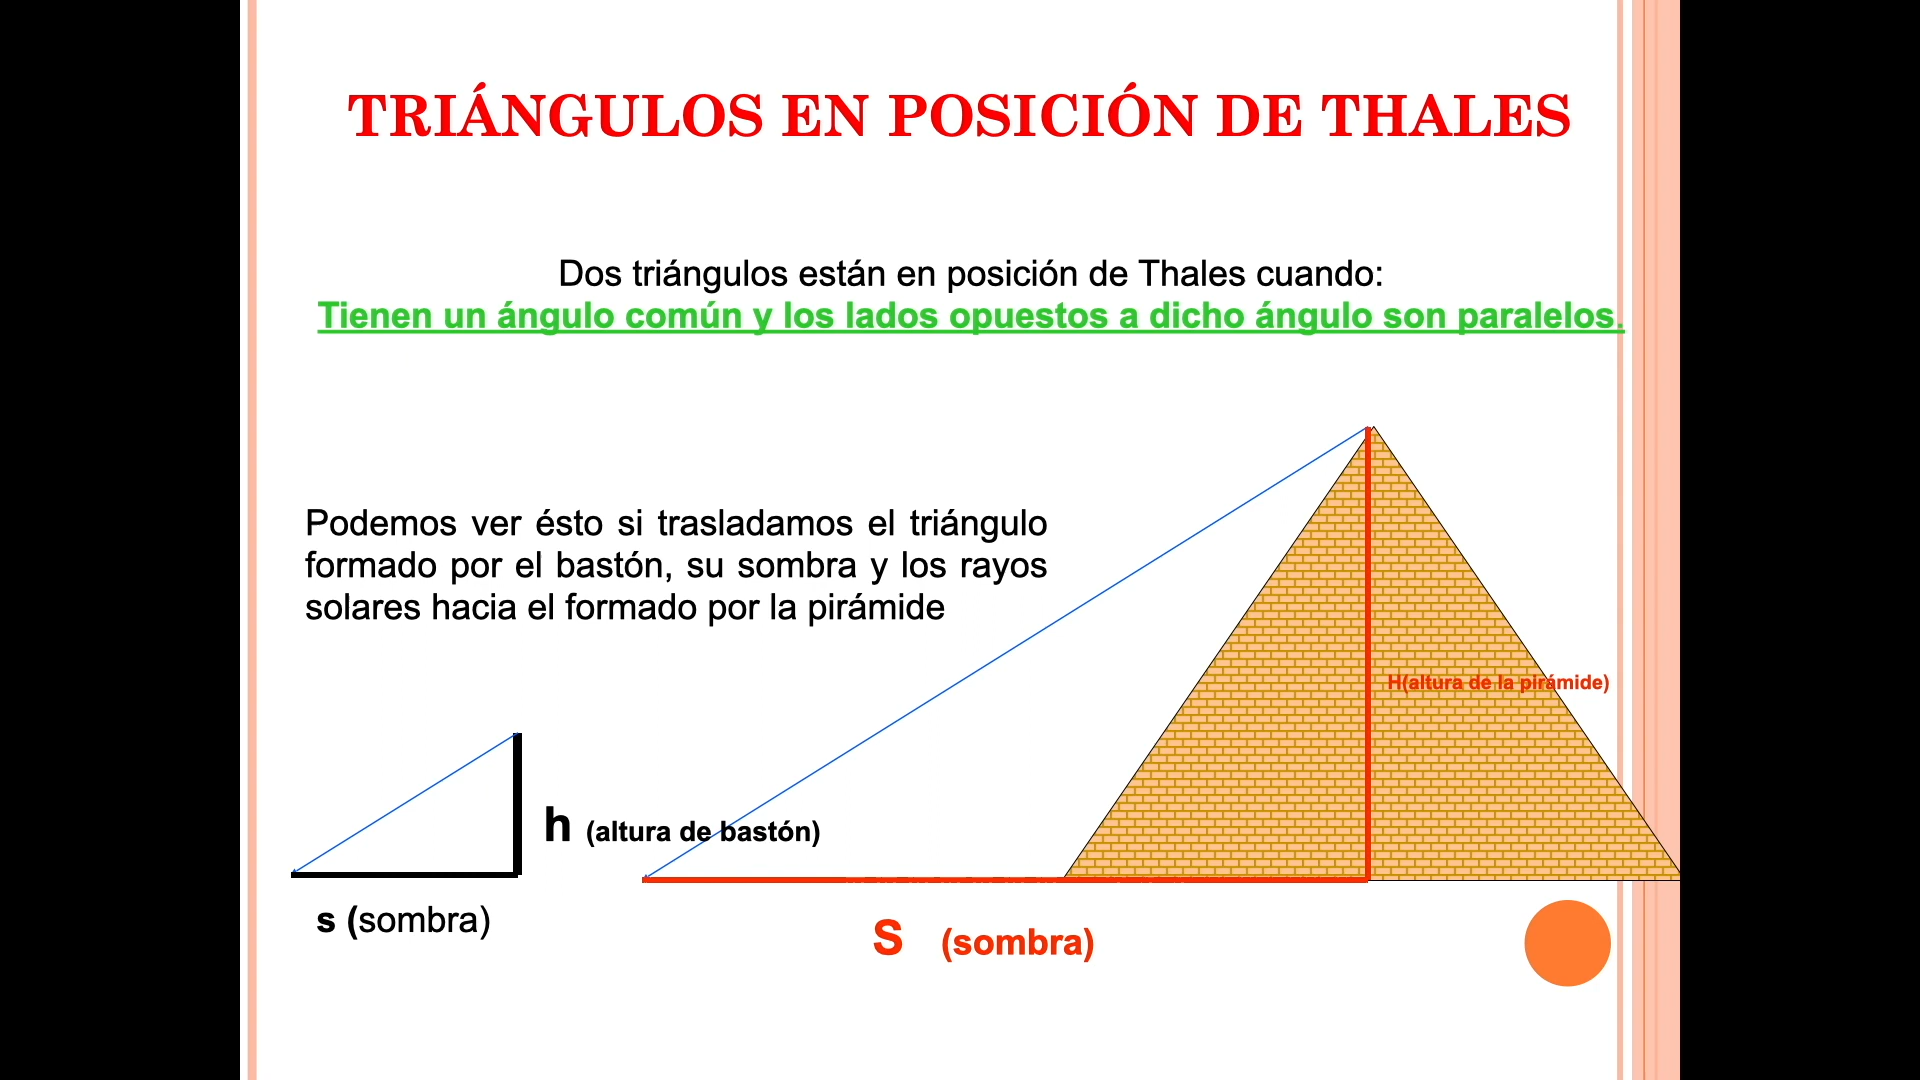 TRIÁNGULOS EN POSICIÓN DE THALES
Dos triángulos están en posición de Thales cuando:
Tienen un ángulo común y los lados opuestos a dicho ángulo son paralelos.
Podemos ver ésto si trasladamos el triángulo
formado por el bastón, su sombra y los rayos
solares hacia el formado por la pirámide
H(altura de la pirámide)
h (altura de bastón)
s (sombra)
S (sombra)